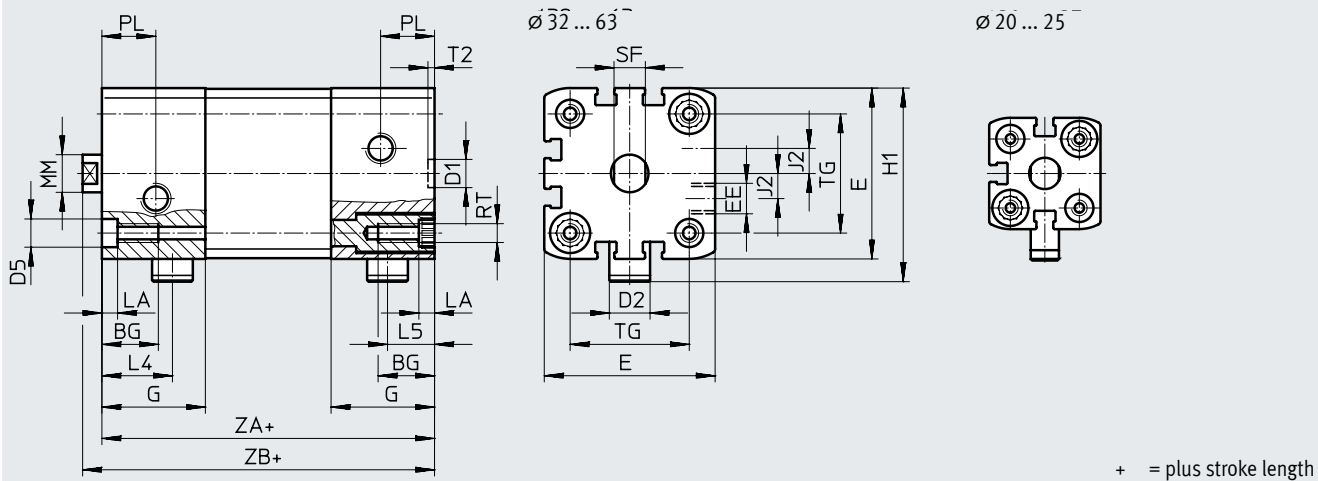 Ø 32 ... 63
Ø 20 ... 25
PL
PL
T2
SF
MM
D1
RT
D5
LA
LA
BG
L5
L4
BG
G
G
ZA+
ZB+
J2
TG
E
H1
EE
J2
D2
TG
E
+ = plus stroke length